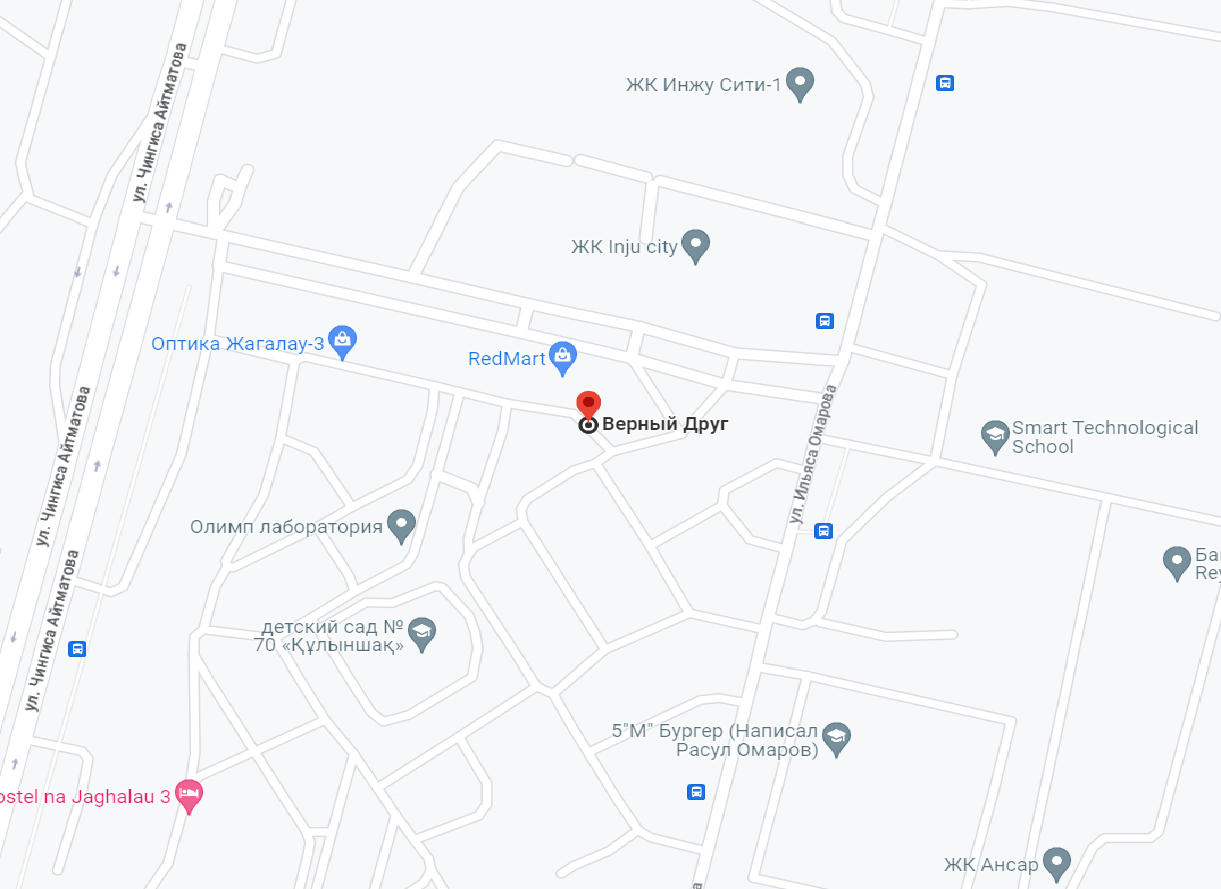 ул. Чингиса Айтматова
ЖК Инжу Сити-1
ЖК Inju city
Оптика Жагалау-3
RedMart
Верный Друг
ул. Чингиса Айтматова
ул. Ильяса Омарова
Smart Technological
School
Олимп лаборатория
ул. Чингиса Айтматова
детский сад №
70 «Құлыншақ»
5"М" Бургер (Написал
Расул Омаров)
ostel na Jaghalau 3
ЖК Ансар